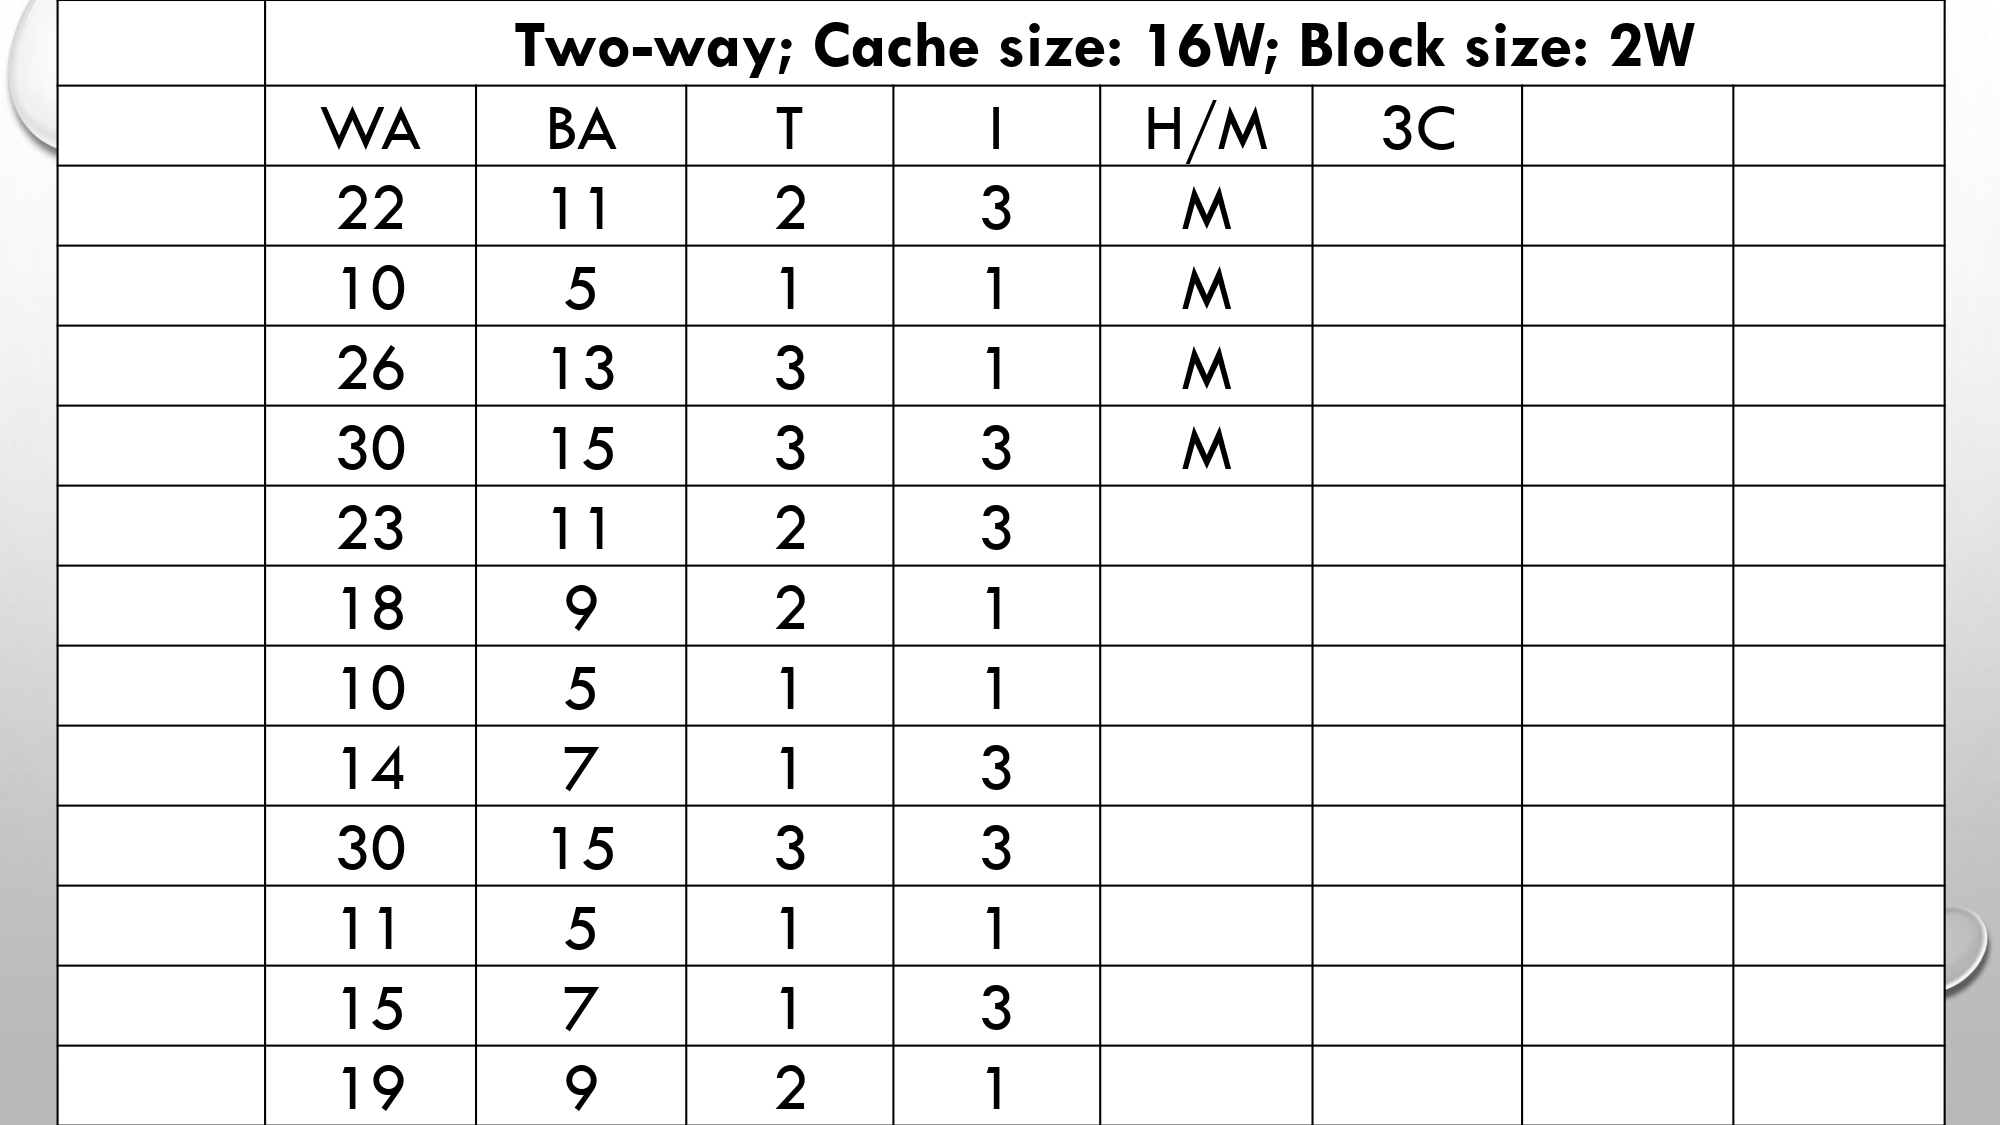 Two-way; Cache size: 16W; Block size: 2W
WA BA T I H/M 3C
22 11 2 3 M
10 5 1 1 M
26 13 3 1 M
30 15 3 3 M
23 11 2 3
18 9 2 1
10 5 1 1
14 7 1 3
30 15 3 3
11 5 1 1
15 7 1 3
19 9 2 1